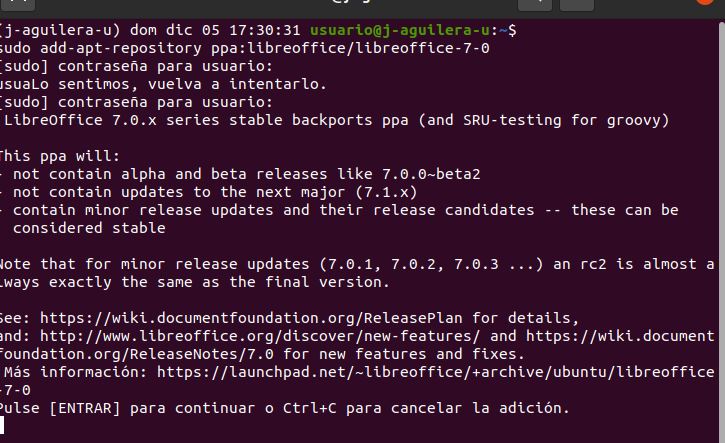 (j-aguilera-u) dom dic 05 17:30:31 usuario@j-aguilera-u:~$
sudo add-apt-repository ppa:libreoffice/libreoffice-7-0
[sudo] contraseña para usuario:
usuaLo sentimos, vuelva a intentarlo.
[sudo] contraseña para usuario:
LibreOffice 7.0.x series stable backports ppa (and SRU-testing for groovy)
This ppa will:
- not contain alpha and beta releases like 7.0.0~beta2
- not contain updates to the next major (7.1.x)
- contain minor release updates and their release candidates -- these can be
considered stable
Note that for minor release updates (7.0.1, 7.0.2, 7.0.3 ...) an rc2 is almost a
lways exactly the same as the final version.
See: https://wiki.documentfoundation.org/ReleasePlan for details,
and: http://www.libreoffice.org/discover/new-features/ and https://wiki.document
foundation.org/ReleaseNotes/7.0 for new features and fixes.
Más información: https://launchpad.net/~libreoffice/+archive/ubuntu/libreoffice
-7-0
Pulse [ENTRAR] para continuar o Ctrl+C para cancelar la adición.